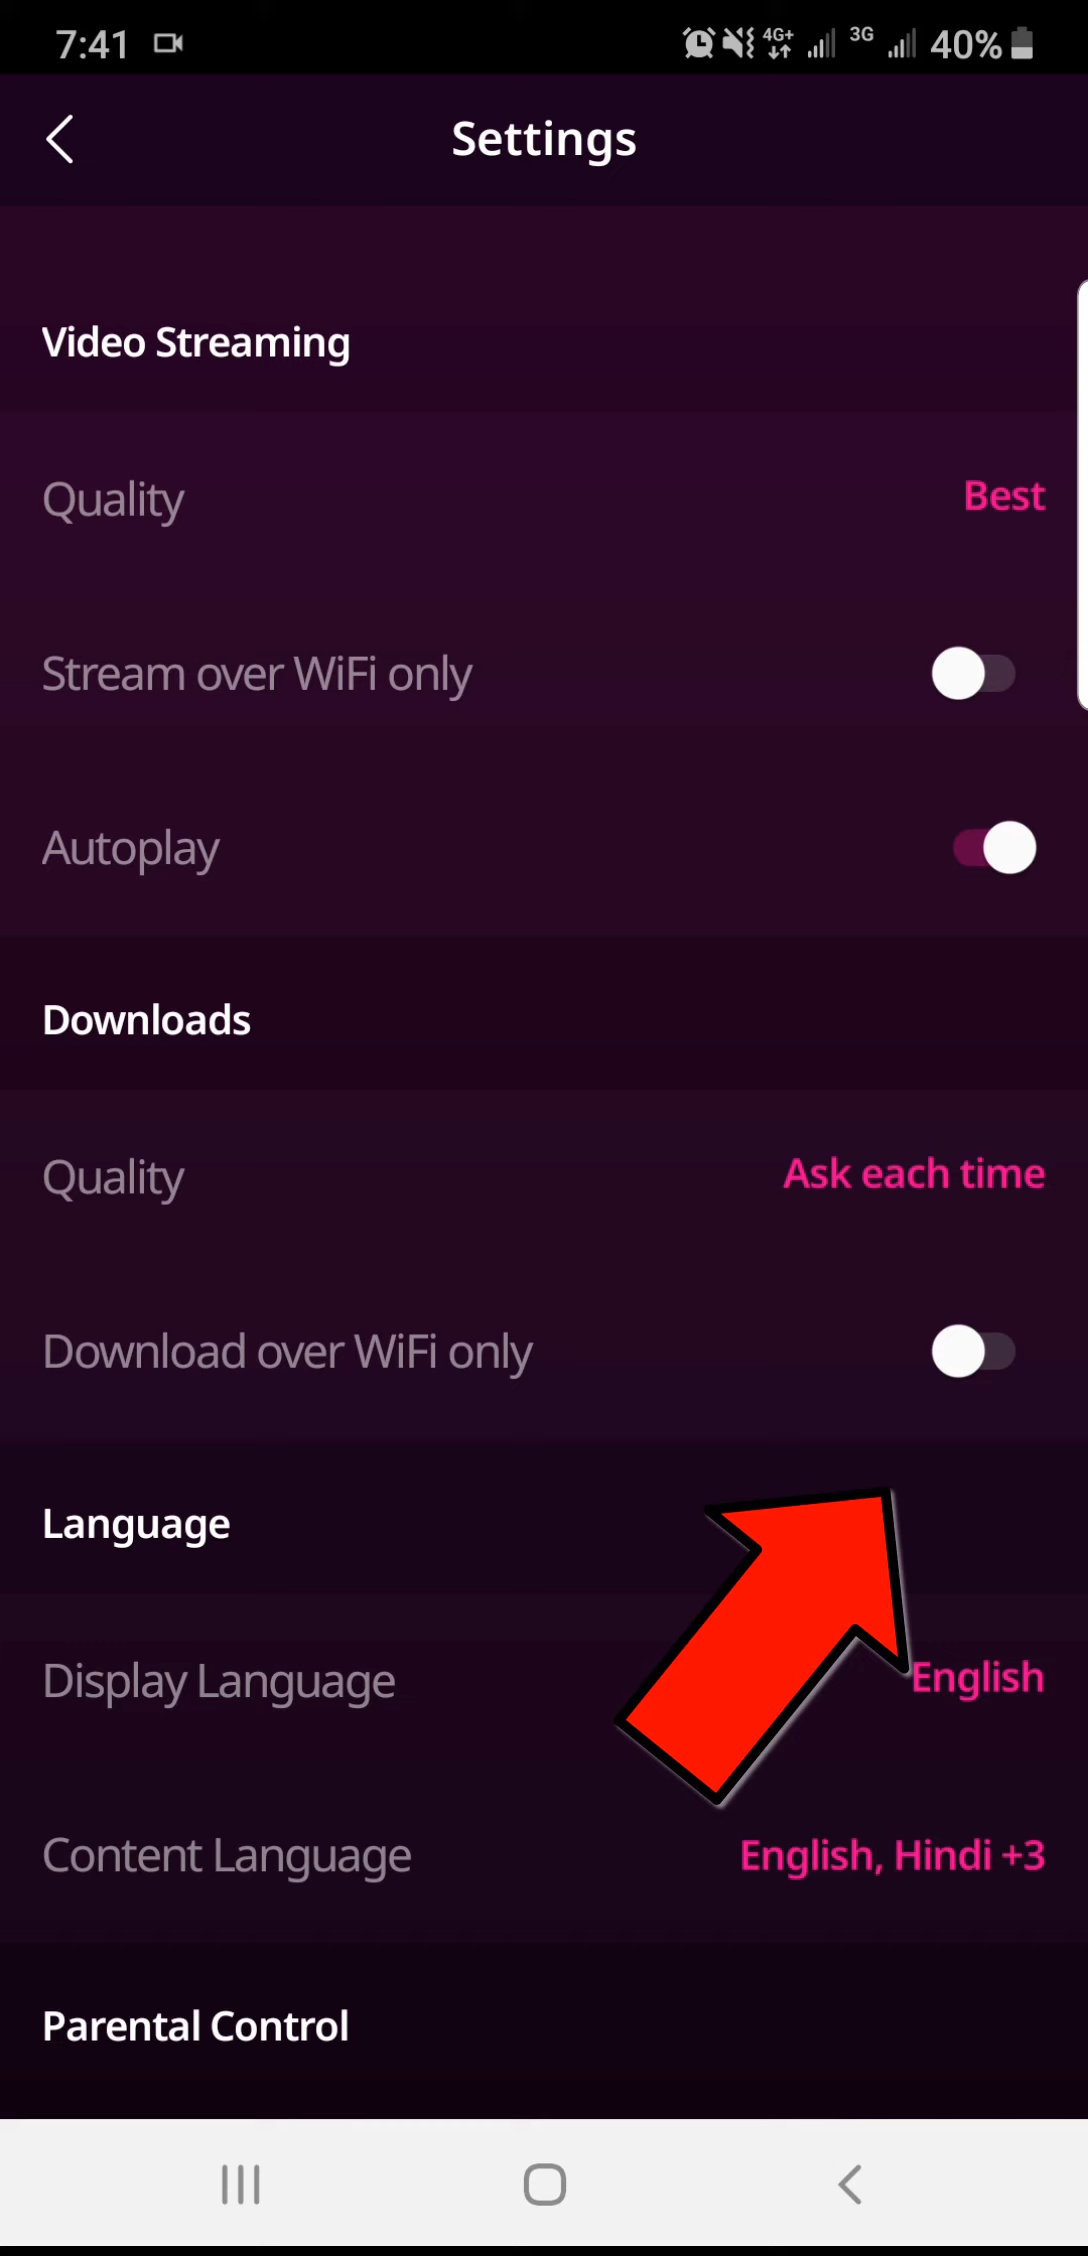 7:41 4G+ 3G 40%
Settings
Video Streaming
Quality Best
Stream over WiFi only
Autoplay
Downloads
Quality Ask each time
Download over WiFi only
Language
Display Language English
Content Language English, Hindi +3
Parental Control